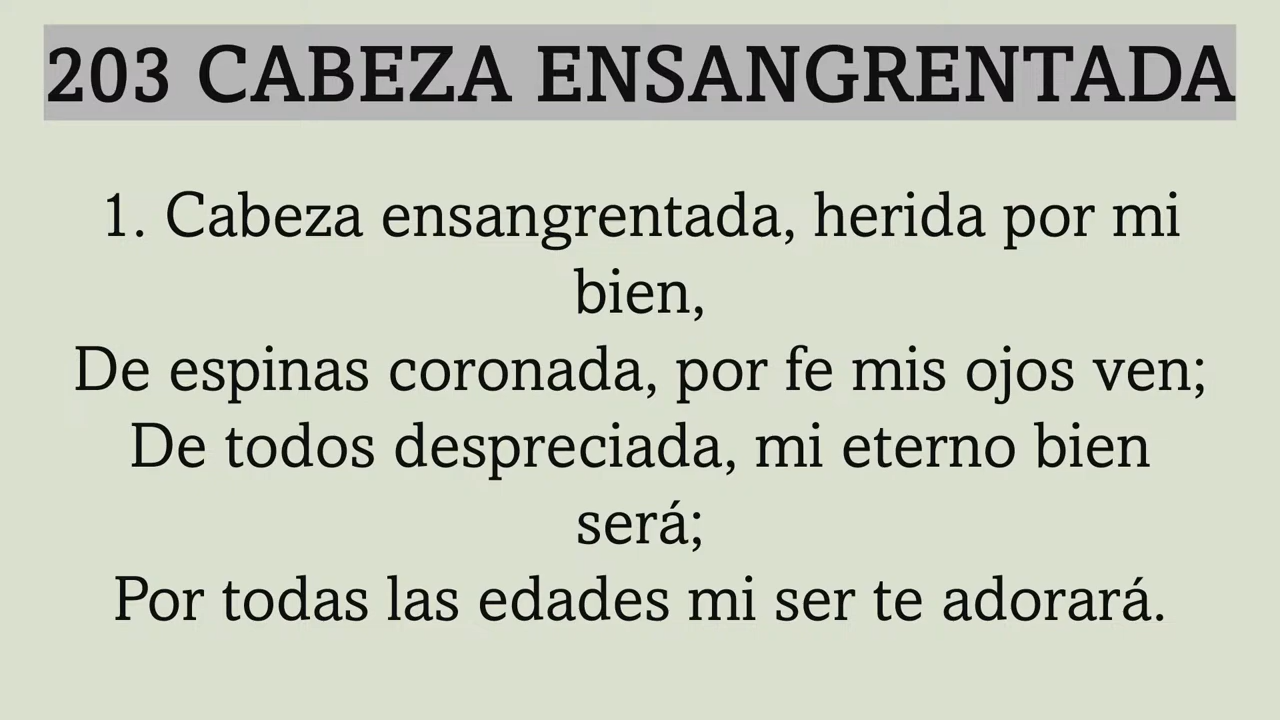 203 CABEZA ENSANGRENTADA
1. Cabeza ensangrentada, herida por mi
bien,
De espinas coronada, por fe mis ojos ven;
De todos despreciada, mi eterno bien
será;
Por todas las edades mi ser te adorará.